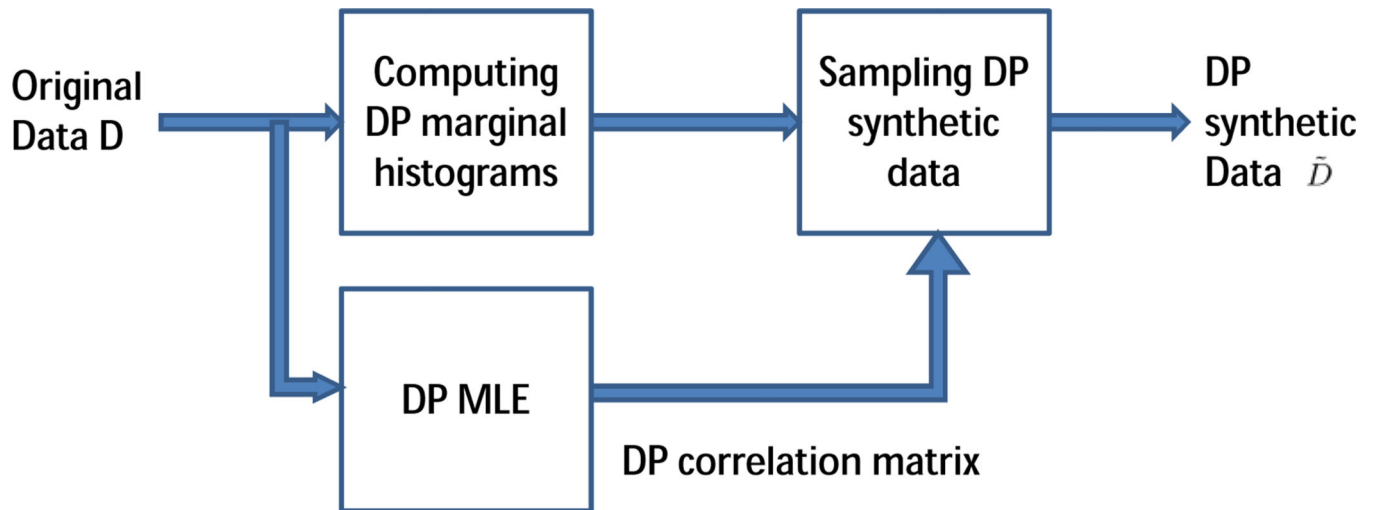 Original
Data D
Computing
DP marginal
histograms
Sampling DP
synthetic
data
DP
synthetic
Data D̃
DP MLE
DP correlation matrix